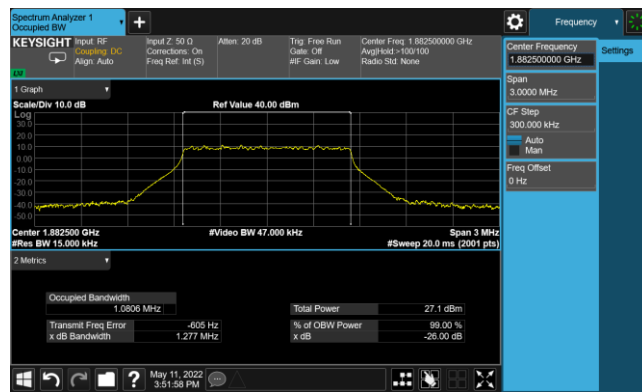 Spectrum Analyzer 1
Occupied BW
Frequency
KEYSIGHT
Input: RF
Coupling: DC
Align: Auto
Input Z: 50 Ω
Corrections: On
Freq Ref: Int (S)
Atten: 20 dB
Trig: Free Run
Gate: Off
#IF Gain: Low
Center Freq: 1.882500000 GHz
Avg|Hold:>100/100
Radio Std: None
Center Frequency
1.882500000 GHz
Settings
Span
3.0000 MHz
CF Step
300.000 kHz
Auto
Man
Freq Offset
0 Hz
1 Graph
Scale/Div 10.0 dB
Ref Value 40.00 dBm
Log
30.0
20.0
10.0
0.00
-10.0
-20.0
-30.0
-40.0
-50.0
Center 1.882500 GHz
#Video BW 47.000 kHz
Span 3 MHz
#Res BW 15.000 kHz
#Sweep 20.0 ms (2001 pts)
2 Metrics
Occupied Bandwidth
1.0806 MHz
Total Power
27.1 dBm
Transmit Freq Error
-605 Hz
% of OBW Power
99.00 %
x dB Bandwidth
1.277 MHz
x dB
-26.00 dB
May 11, 2022
3:51:58 PM